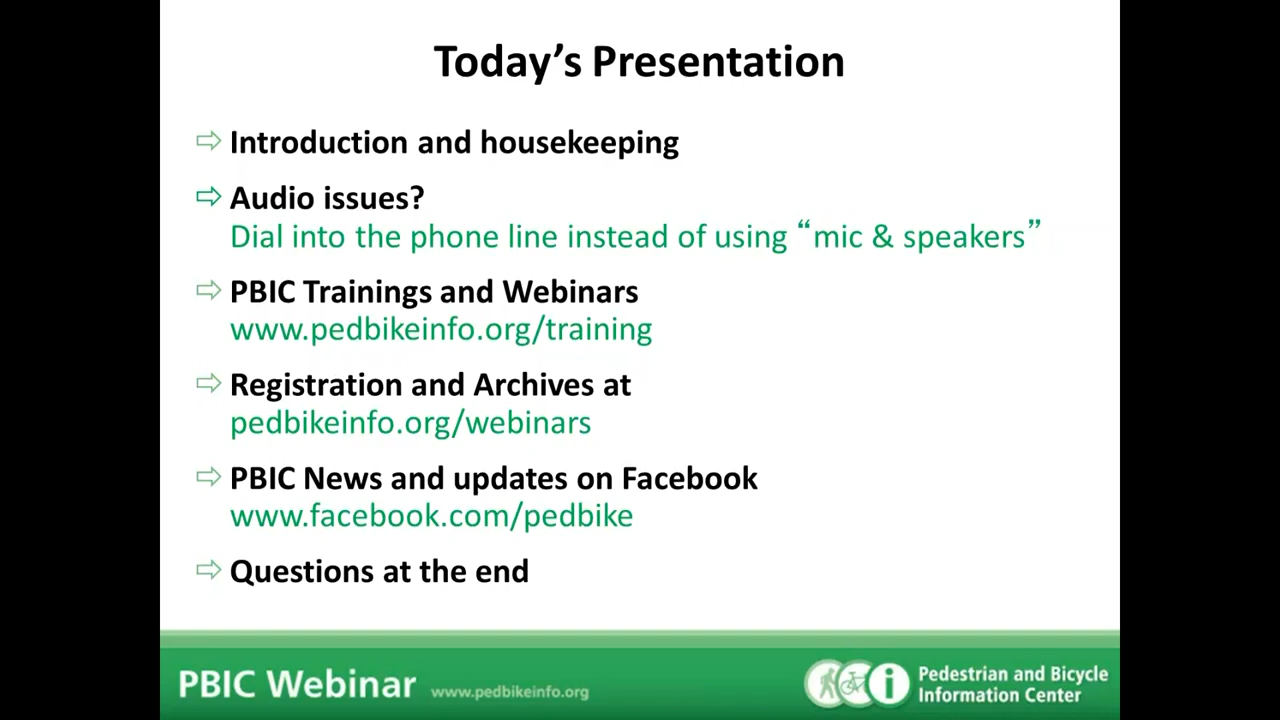 Today’s Presentation
Introduction and housekeeping
Audio issues?
Dial into the phone line instead of using “mic & speakers”
PBIC Trainings and Webinars
www.pedbikeinfo.org/training
Registration and Archives at
pedbikeinfo.org/webinars
PBIC News and updates on Facebook
www.facebook.com/pedbike
Questions at the end
PBIC Webinar www.pedbikeinfo.org
i
Pedestrian and Bicycle
Information Center